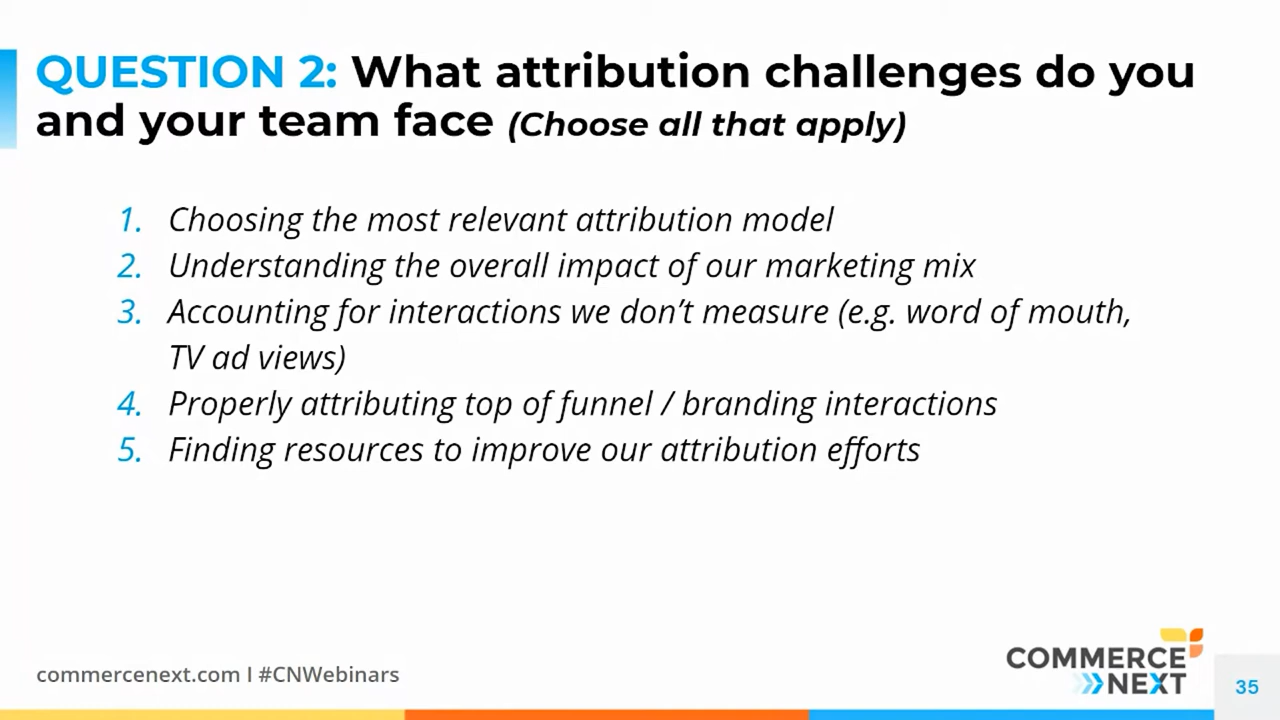 QUESTION 2: What attribution challenges do you
and your team face (Choose all that apply)
1. Choosing the most relevant attribution model
2. Understanding the overall impact of our marketing mix
3. Accounting for interactions we don’t measure (e.g. word of mouth,
TV ad views)
4. Properly attributing top of funnel / branding interactions
5. Finding resources to improve our attribution efforts
commercenext.com I #CNWebinars
COMMERCE
NEXT
35